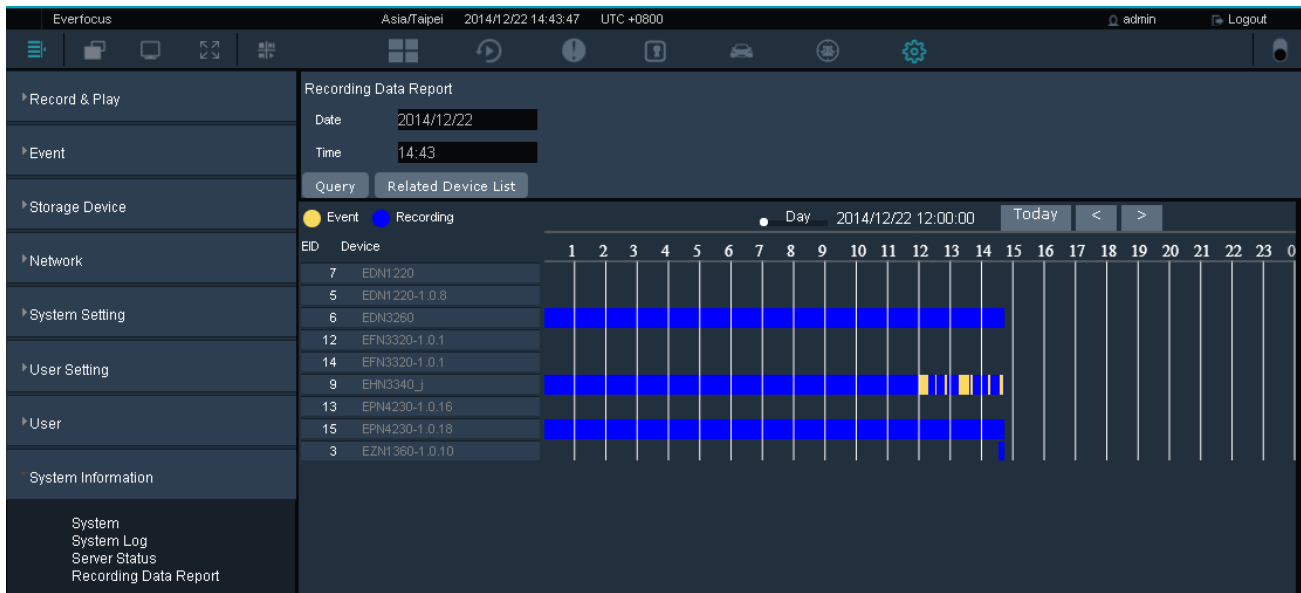 Everfocus Asia/Taipei 2014/12/22 14:43:47 UTC +0800 admin Logout
Record & Play
Event
Storage Device
Network
System Setting
User Setting
User
System Information
System
System Log
Server Status
Recording Data Report
Recording Data Report
Date 2014/12/22
Time 14:43
Query Related Device List
Event Recording Day 2014/12/22 12:00:00 Today < >
EID Device 1 2 3 4 5 6 7 8 9 10 11 12 13 14 15 16 17 18 19 20 21 22 23 0
7 EDN1220
5 EDN1220-1.0.8
6 EDN3260
12 EFN3320-1.0.1
14 EFN3320-1.0.1
9 EHN3340_j
13 EPN4230-1.0.16
15 EPN4230-1.0.18
3 EZN1360-1.0.10